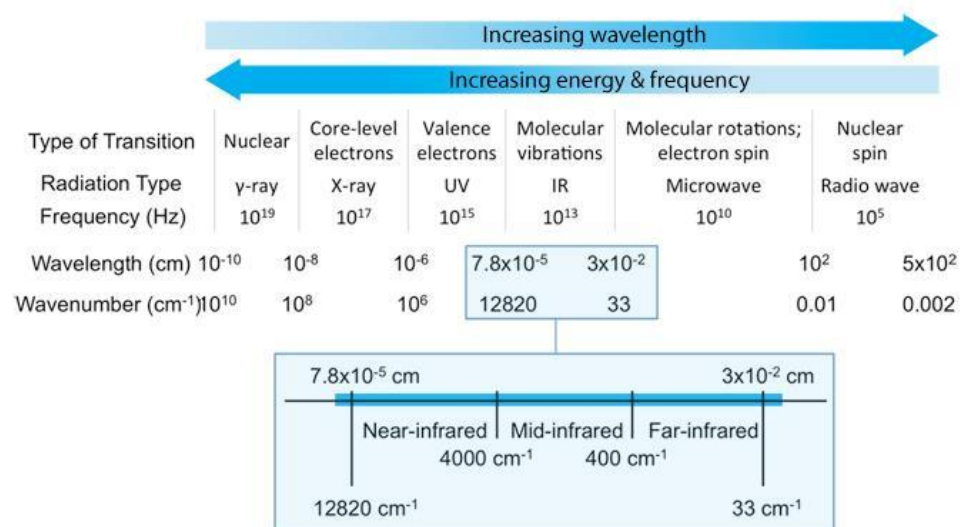 Increasing wavelength
Increasing energy & frequency
Type of Transition Nuclear Core-level electrons Valence electrons Molecular vibrations Molecular rotations; electron spin Nuclear spin
Radiation Type γ-ray X-ray UV IR Microwave Radio wave
Frequency (Hz) 10¹⁹ 10¹⁷ 10¹⁵ 10¹³ 10¹⁰ 10⁵
Wavelength (cm) 10⁻¹⁰ 10⁻⁸ 10⁻⁶ 7.8x10⁻⁵ 3x10⁻² 10² 5x10²
Wavenumber (cm⁻¹) 10¹⁰ 10⁸ 10⁶ 12820 33 0.01 0.002
7.8x10⁻⁵ cm 3x10⁻² cm
Near-infrared Mid-infrared Far-infrared
4000 cm⁻¹ 400 cm⁻¹
12820 cm⁻¹ 33 cm⁻¹